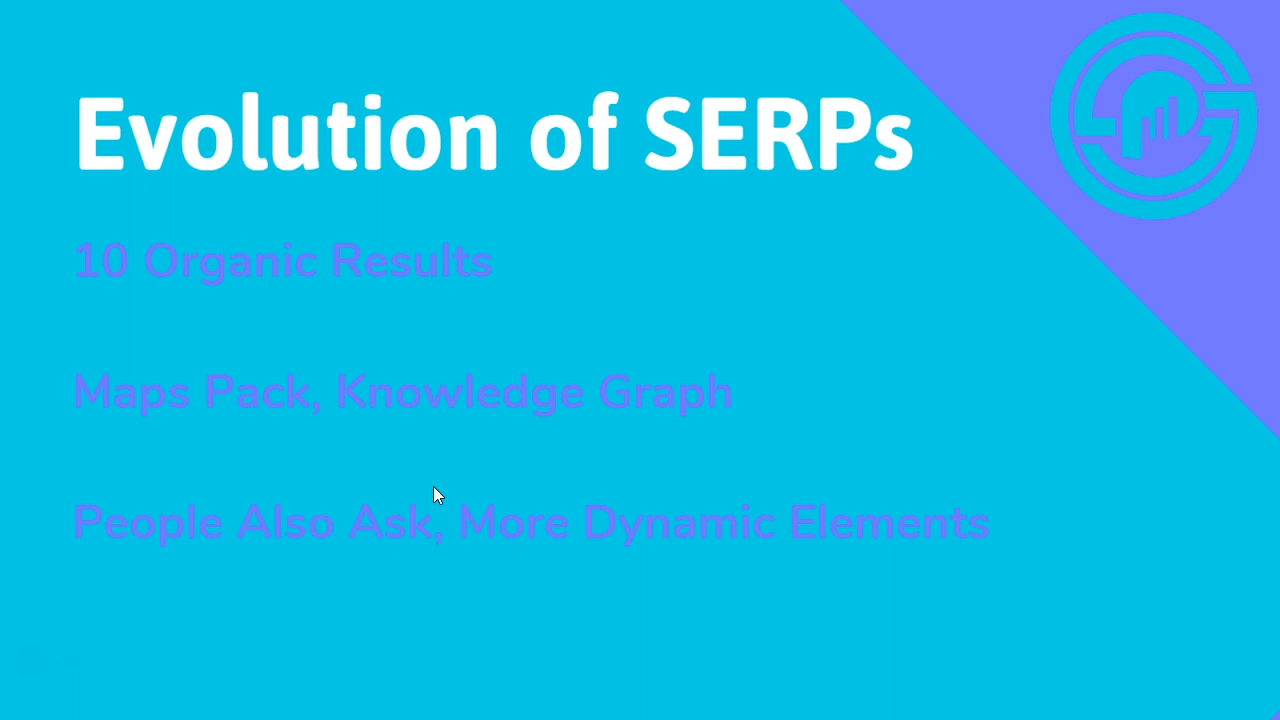 Evolution of SERPs
10 Organic Results
Maps Pack, Knowledge Graph
People Also Ask, More Dynamic Elements